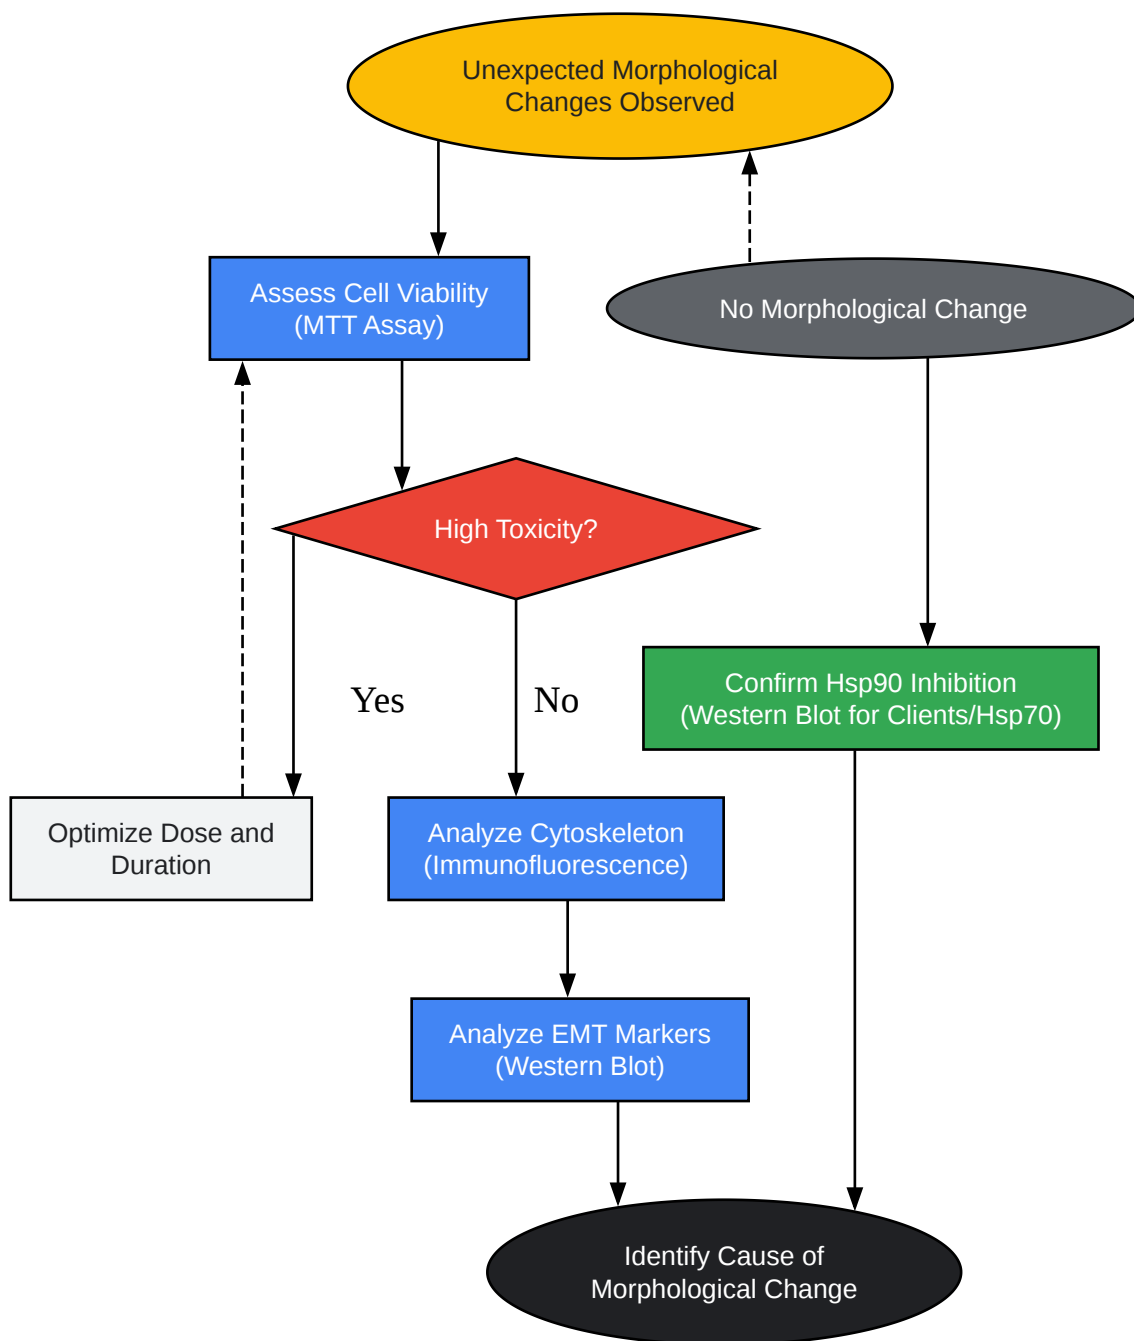 Unexpected Morphological
Changes Observed
Assess Cell Viability
(MTT Assay)
No Morphological Change
High Toxicity?
Yes
No
Confirm Hsp90 Inhibition
(Western Blot for Clients/Hsp70)
Optimize Dose and
Duration
Analyze Cytoskeleton
(Immunofluorescence)
Analyze EMT Markers
(Western Blot)
Identify Cause of
Morphological Change